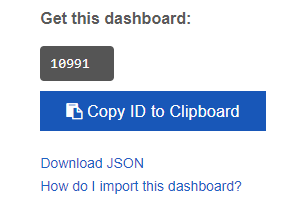 Get this dashboard:
10991
Copy ID to Clipboard
Download JSON
How do I import this dashboard?